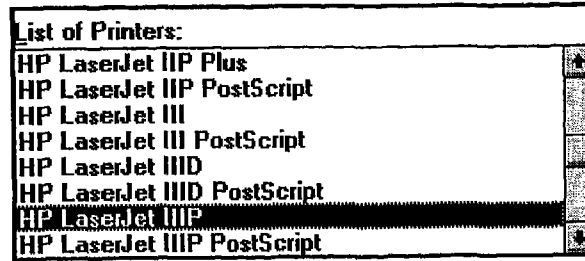 List of Printers:
HP LaserJet IIP Plus
HP LaserJet IIP PostScript
HP LaserJet III
HP LaserJet III PostScript
HP LaserJet IIID
HP LaserJet IIID PostScript
HP LaserJet IIIP
HP LaserJet IIIP PostScript